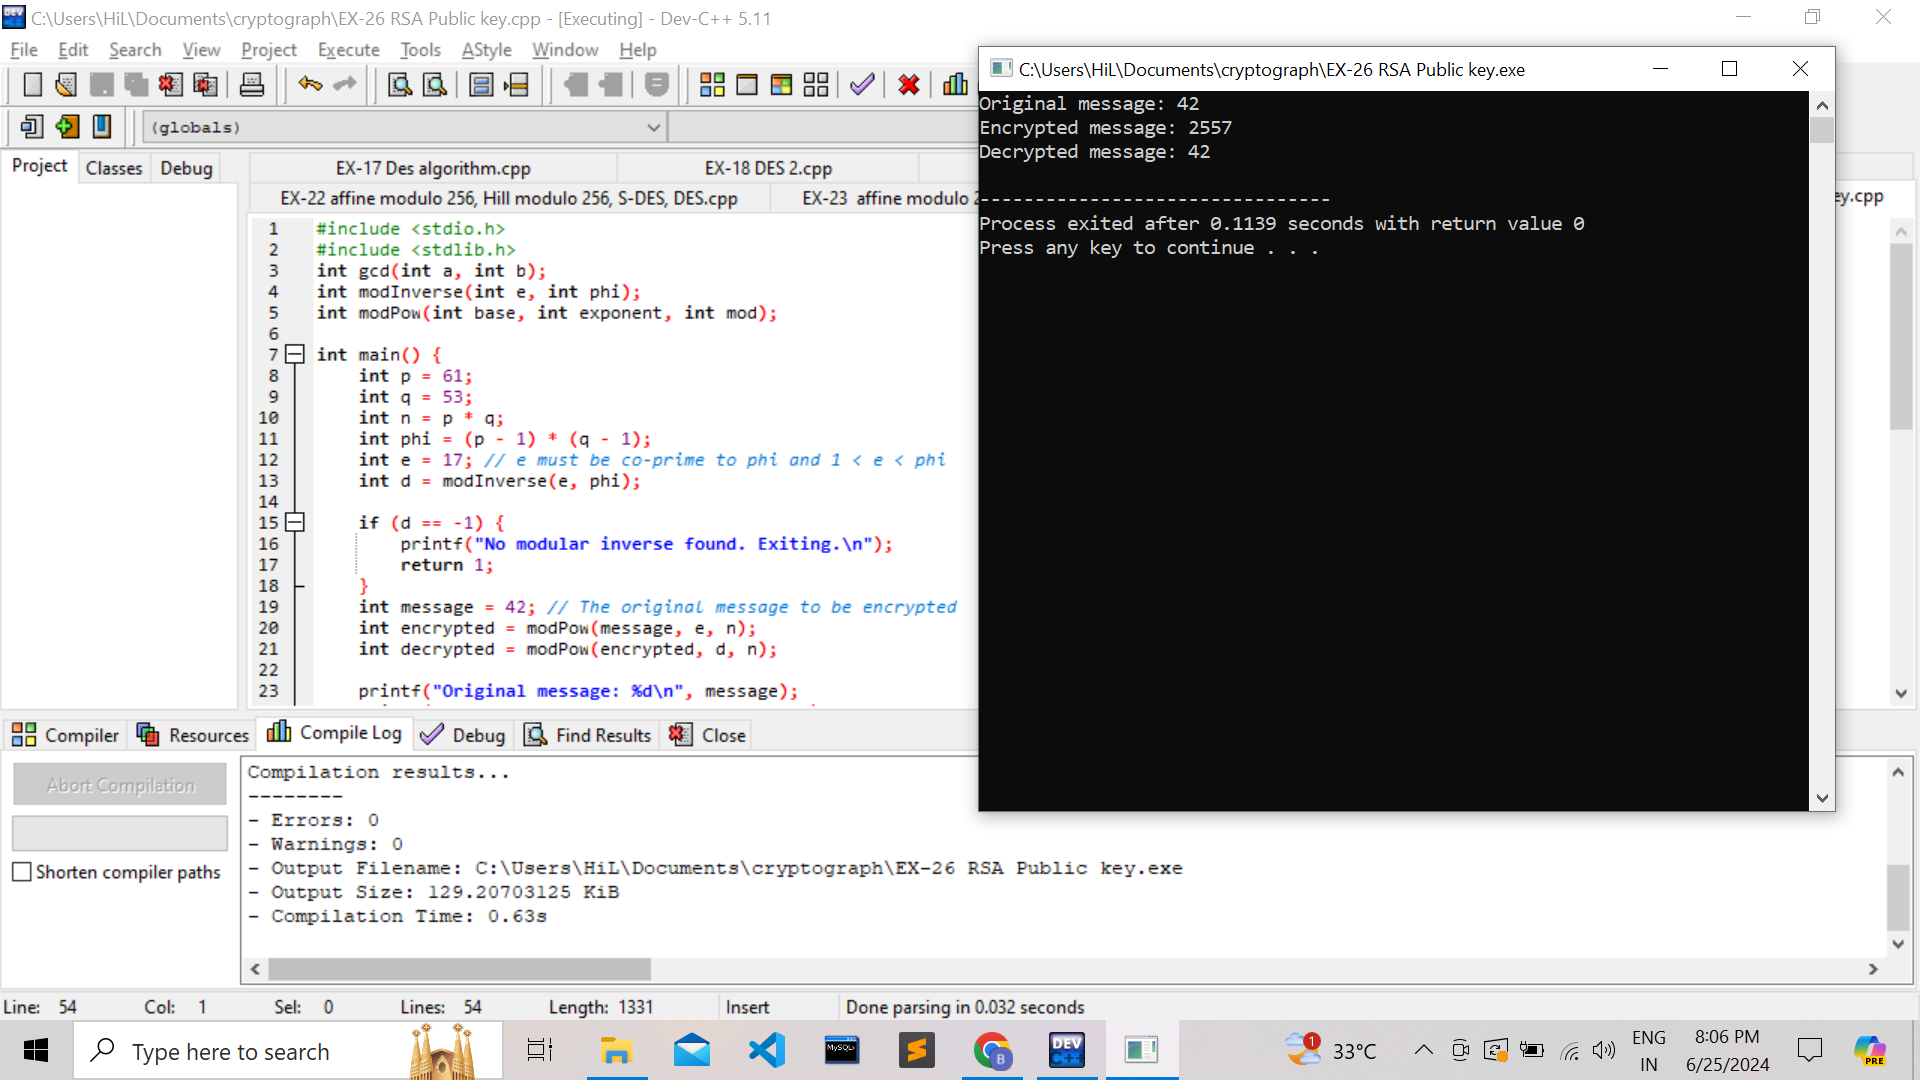 C:\Users\HiL\Documents\cryptograph\EX-26 RSA Public key.cpp - [Executing] - Dev-C++ 5.11
File Edit Search View Project Execute Tools AStyle Window Help
(globals)
Project Classes Debug
EX-17 Des algorithm.cpp EX-18 DES 2.cpp
EX-22 affine modulo 256, Hill modulo 256, S-DES, DES.cpp EX-23 affine modulo 2
ey.cpp
1 #include <stdio.h>
2 #include <stdlib.h>
3 int gcd(int a, int b);
4 int modInverse(int e, int phi);
5 int modPow(int base, int exponent, int mod);
6
7 int main() {
8 int p = 61;
9 int q = 53;
10 int n = p * q;
11 int phi = (p - 1) * (q - 1);
12 int e = 17; // e must be co-prime to phi and 1 < e < phi
13 int d = modInverse(e, phi);
14
15 if (d == -1) {
16 printf("No modular inverse found. Exiting.\n");
17 return 1;
18 }
19 int message = 42; // The original message to be encrypted
20 int encrypted = modPow(message, e, n);
21 int decrypted = modPow(encrypted, d, n);
22
23 printf("Original message: %d\n", message);
C:\Users\HiL\Documents\cryptograph\EX-26 RSA Public key.exe
Original message: 42
Encrypted message: 2557
Decrypted message: 42
--------------------------------
Process exited after 0.1139 seconds with return value 0
Press any key to continue . . .
Compiler Resources Compile Log Debug Find Results Close
Abort Compilation
Shorten compiler paths
Compilation results...
--------
- Errors: 0
- Warnings: 0
- Output Filename: C:\Users\HiL\Documents\cryptograph\EX-26 RSA Public key.exe
- Output Size: 129.20703125 KiB
- Compilation Time: 0.63s
Line: 54 Col: 1 Sel: 0 Lines: 54 Length: 1331 Insert Done parsing in 0.032 seconds
Type here to search
MySQL
B
DEV
C++
1
33°C
ENG
IN
8:06 PM
6/25/2024
PRE